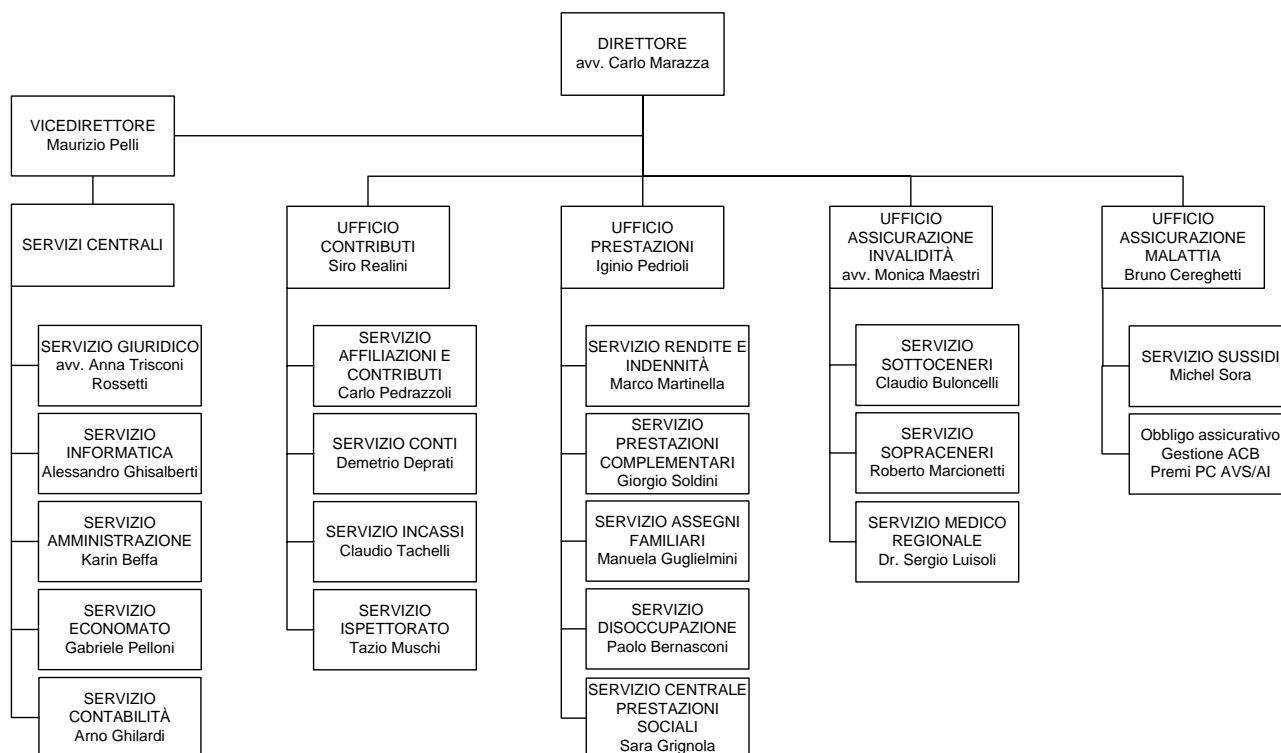 DIRETTORE
avv. Carlo Marazza
VICEDIRETTORE
Maurizio Pelli
SERVIZI CENTRALI
SERVIZIO GIURIDICO
avv. Anna Trisconi
Rossetti
SERVIZIO
INFORMATICA
Alessandro Ghisalberti
SERVIZIO
AMMINISTRAZIONE
Karin Beffa
SERVIZIO
ECONOMATO
Gabriele Pelloni
SERVIZIO
CONTABILITÀ
Arno Ghilardi
UFFICIO
CONTRIBUTI
Siro Realini
SERVIZIO
AFFILIAZIONI E
CONTRIBUTI
Carlo Pedrazzoli
SERVIZIO CONTI
Demetrio Deprati
SERVIZIO INCASSI
Claudio Tachelli
SERVIZIO
ISPETTORATO
Tazio Muschi
UFFICIO
PRESTAZIONI
Iginio Pedrioli
SERVIZIO RENDITE E
INDENNITÀ
Marco Martinella
SERVIZIO
PRESTAZIONI
COMPLEMENTARI
Giorgio Soldini
SERVIZIO ASSEGNI
FAMILIARI
Manuela Guglielmini
SERVIZIO
DISOCCUPAZIONE
Paolo Bernasconi
SERVIZIO CENTRALE
PRESTAZIONI
SOCIALI
Sara Grignola
UFFICIO
ASSICURAZIONE
INVALIDITÀ
avv. Monica Maestri
SERVIZIO
SOTTOCENERI
Claudio Buloncelli
SERVIZIO
SOPRACENERI
Roberto Marcionetti
SERVIZIO MEDICO
REGIONALE
Dr. Sergio Luisoli
UFFICIO
ASSICURAZIONE
MALATTIA
Bruno Cereghetti
SERVIZIO SUSSIDI
Michel Sora
Obbligo assicurativo
Gestione ACB
Premi PC AVS/AI